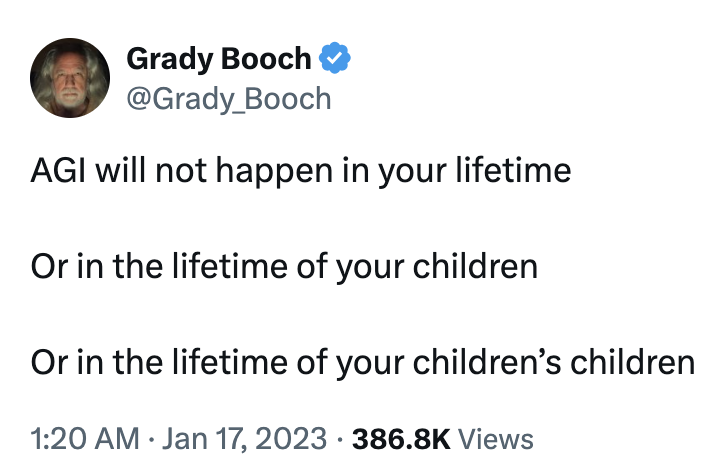 Grady Booch
@Grady_Booch
AGI will not happen in your lifetime
Or in the lifetime of your children
Or in the lifetime of your children’s children
1:20 AM · Jan 17, 2023 · 386.8K Views